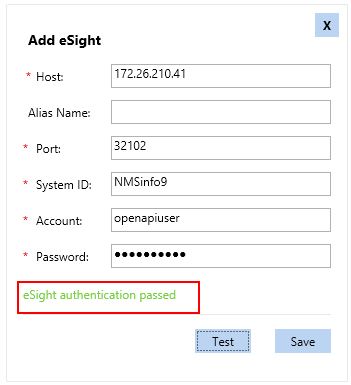 X
Add eSight
* Host: 172.26.210.41
Alias Name:
* Port: 32102
* System ID: NMSinfo9
* Account: openapiuser
* Password: ●●●●●●●●●●
eSight authentication passed
Test Save